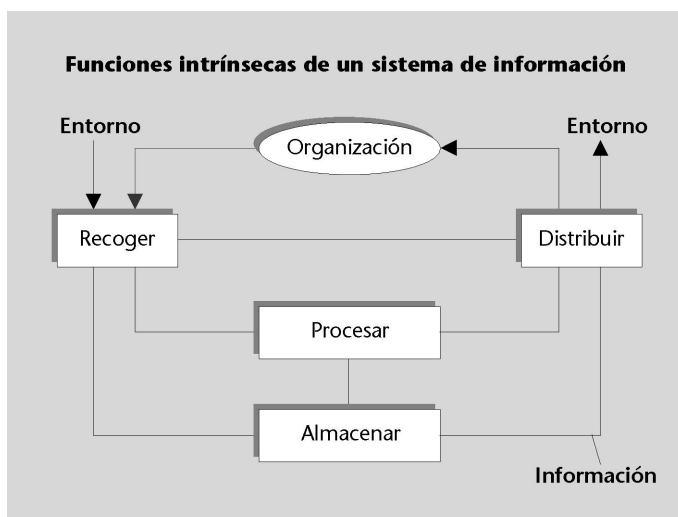 Funciones intrínsecas de un sistema de información
Entorno
Organización
Entorno
Recoger
Distribuir
Procesar
Almacenar
Información